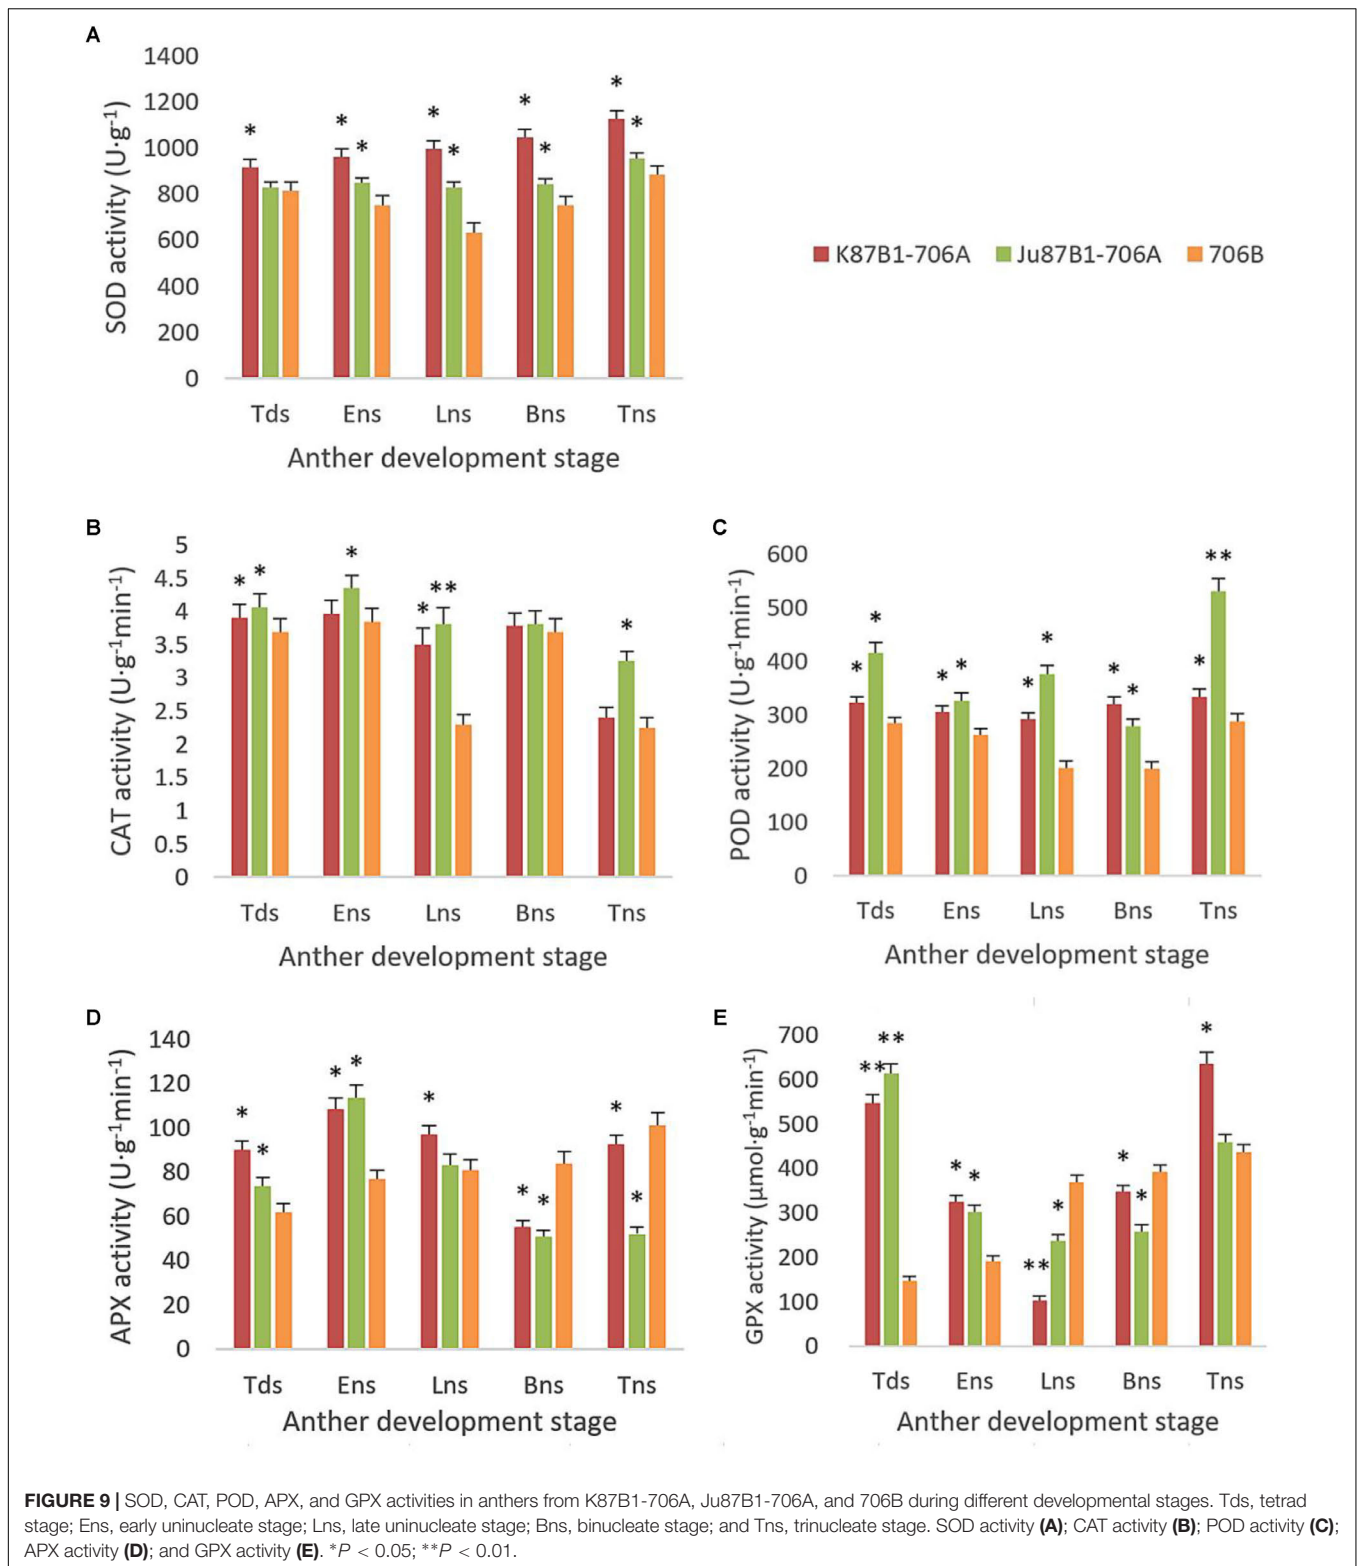 A
1400
1200
1000
800
600
400
200
0
SOD activity (U·g⁻¹)
* * * * * * * * *
Tds Ens Lns Bns Tns
Anther development stage
K87B1-706A Ju87B1-706A 706B
B
5
4.5
4
3.5
3
2.5
2
1.5
1
0.5
0
CAT activity (U·g⁻¹min⁻¹)
* * * * ** *
Tds Ens Lns Bns Tns
Anther development stage
C
600
500
400
300
200
100
0
POD activity (U·g⁻¹min⁻¹)
* * * * * * * * * **
Tds Ens Lns Bns Tns
Anther development stage
D
140
120
100
80
60
40
20
0
APX activity (U·g⁻¹min⁻¹)
* * * * * * * * *
Tds Ens Lns Bns Tns
Anther development stage
E
700
600
500
400
300
200
100
0
GPX activity (μmol·g⁻¹min⁻¹)
** ** * * ** * * * *
Tds Ens Lns Bns Tns
Anther development stage
FIGURE 9 | SOD, CAT, POD, APX, and GPX activities in anthers from K87B1-706A, Ju87B1-706A, and 706B during different developmental stages. Tds, tetrad
stage; Ens, early uninucleate stage; Lns, late uninucleate stage; Bns, binucleate stage; and Tns, trinucleate stage. SOD activity (A); CAT activity (B); POD activity (C);
APX activity (D); and GPX activity (E). *P < 0.05; **P < 0.01.